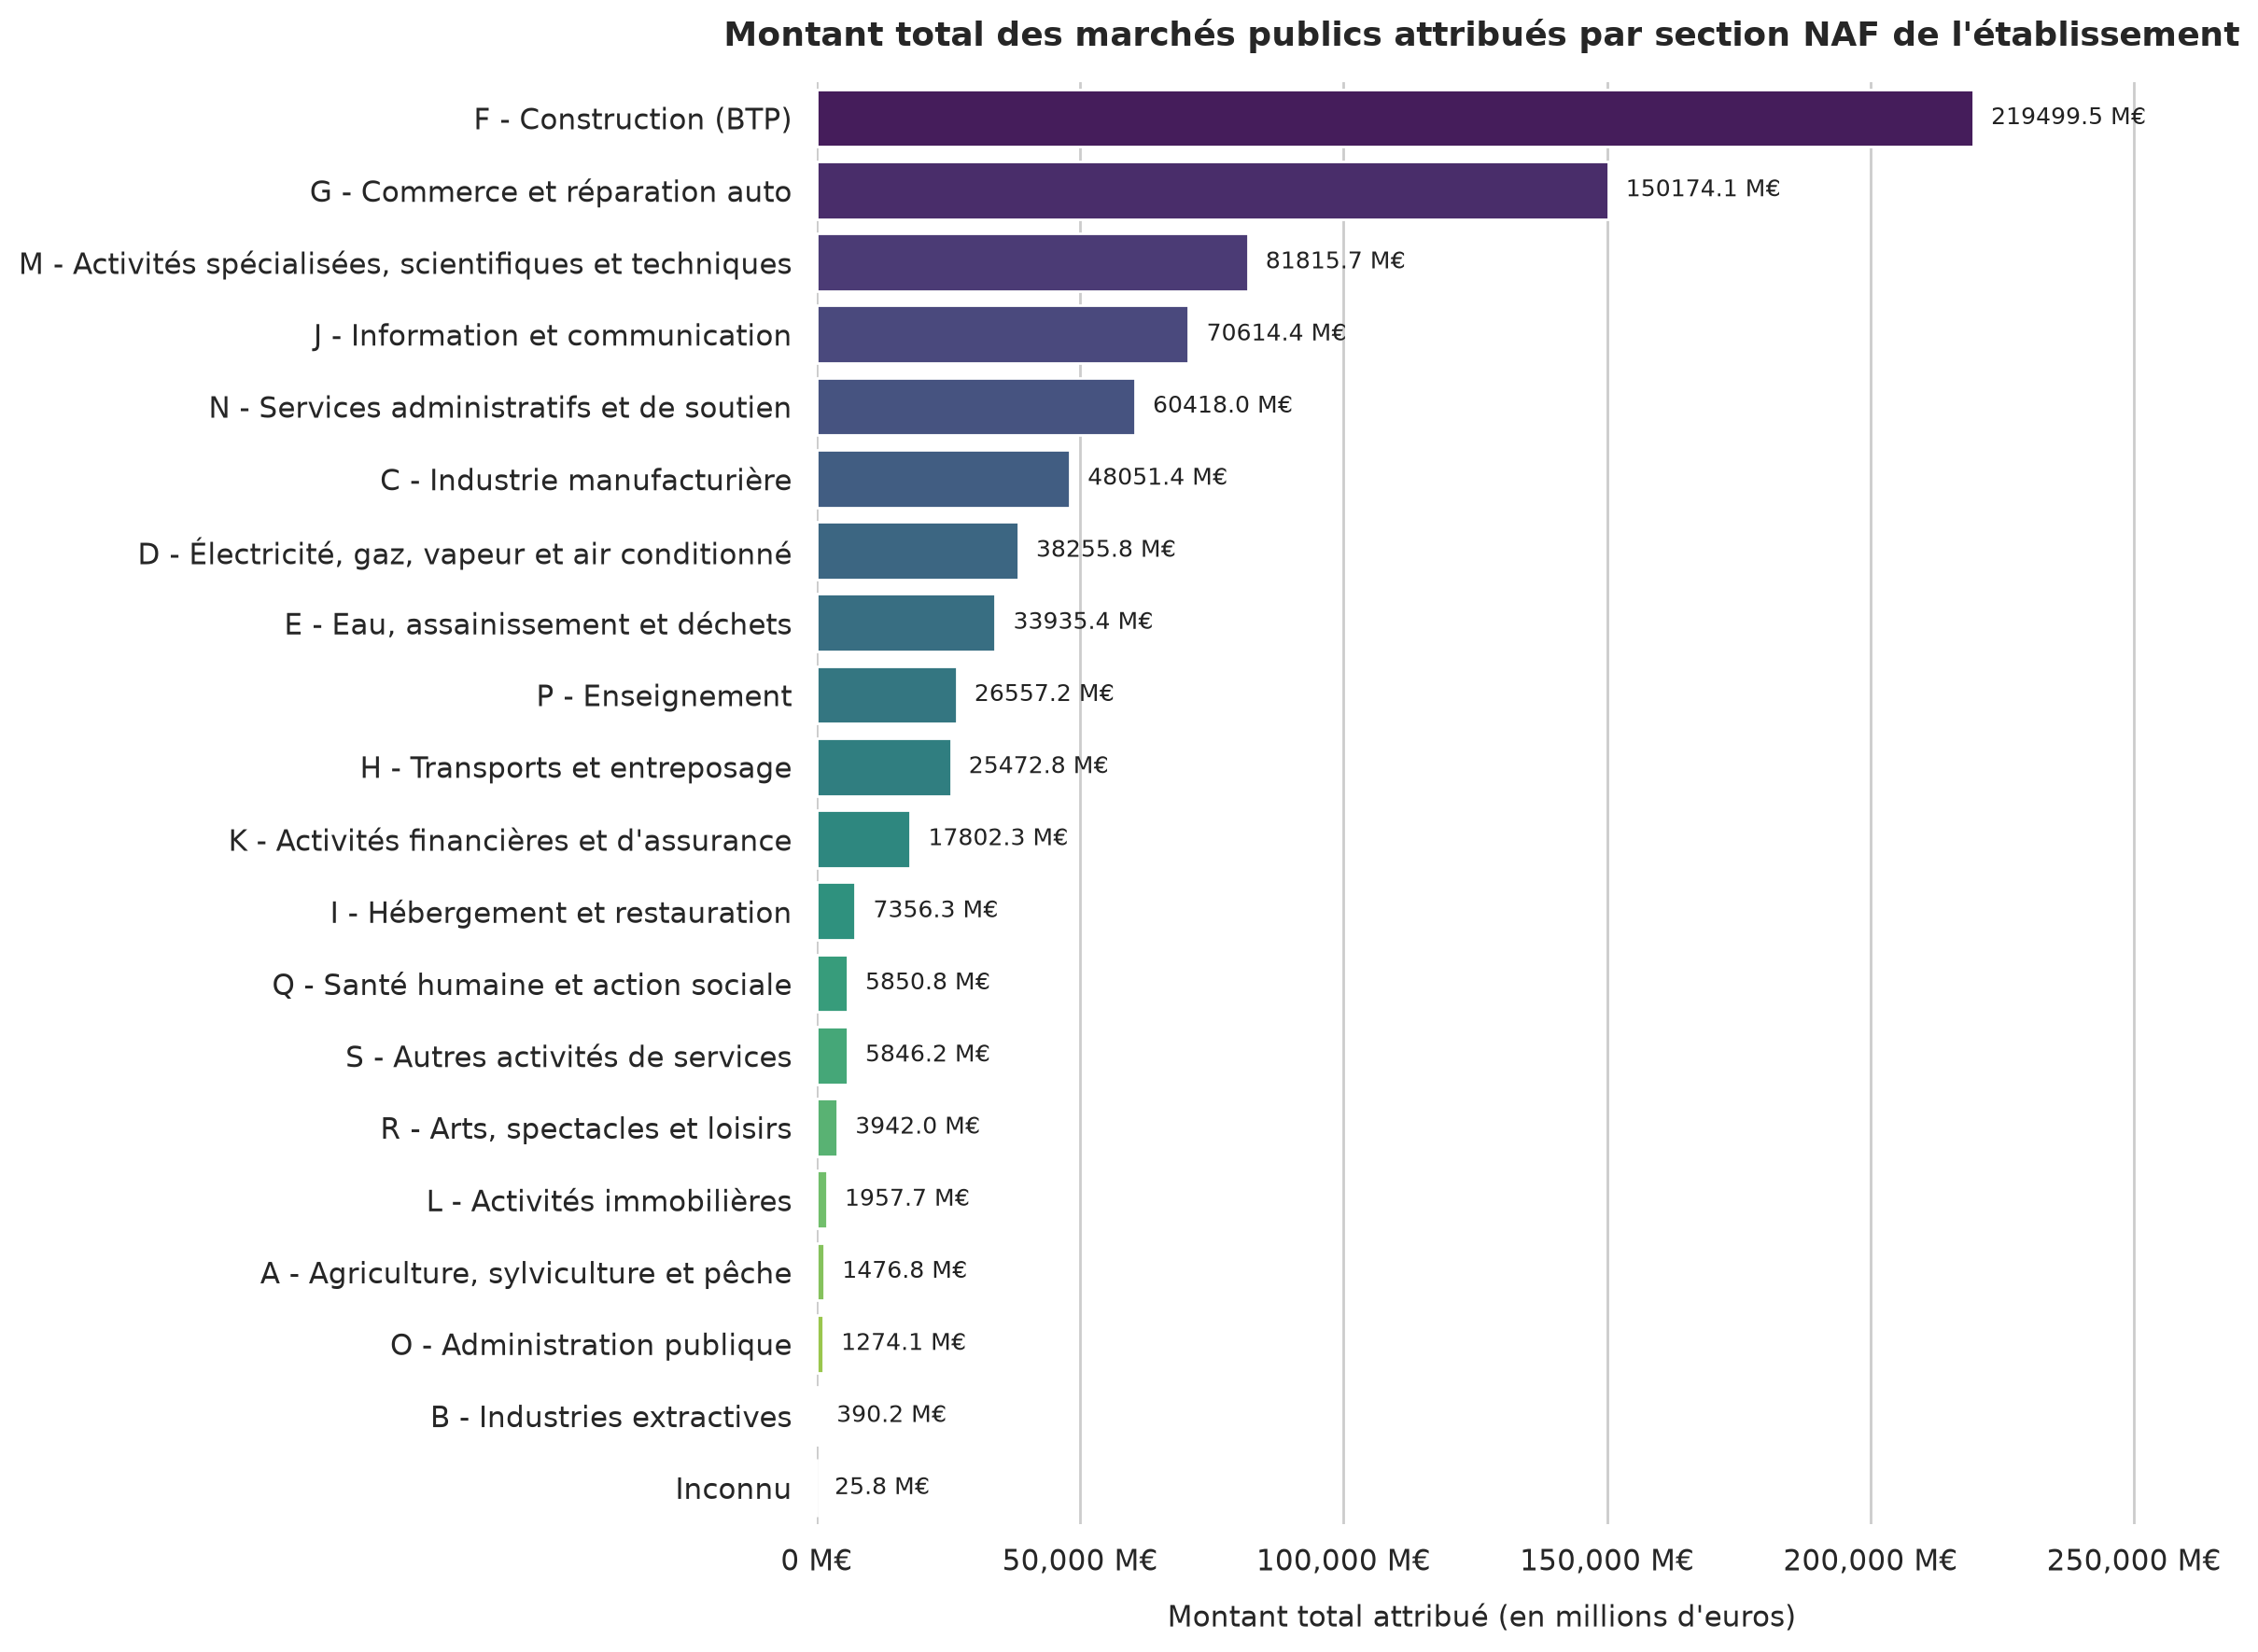 Montant total des marchés publics attribués par section NAF de l'établissement
F - Construction (BTP) 219499.5 M€
G - Commerce et réparation auto 150174.1 M€
M - Activités spécialisées, scientifiques et techniques 81815.7 M€
J - Information et communication 70614.4 M€
N - Services administratifs et de soutien 60418.0 M€
C - Industrie manufacturière 48051.4 M€
D - Électricité, gaz, vapeur et air conditionné 38255.8 M€
E - Eau, assainissement et déchets 33935.4 M€
P - Enseignement 26557.2 M€
H - Transports et entreposage 25472.8 M€
K - Activités financières et d'assurance 17802.3 M€
I - Hébergement et restauration 7356.3 M€
Q - Santé humaine et action sociale 5850.8 M€
S - Autres activités de services 5846.2 M€
R - Arts, spectacles et loisirs 3942.0 M€
L - Activités immobilières 1957.7 M€
A - Agriculture, sylviculture et pêche 1476.8 M€
O - Administration publique 1274.1 M€
B - Industries extractives 390.2 M€
Inconnu 25.8 M€
0 M€ 50,000 M€ 100,000 M€ 150,000 M€ 200,000 M€ 250,000 M€
Montant total attribué (en millions d'euros)